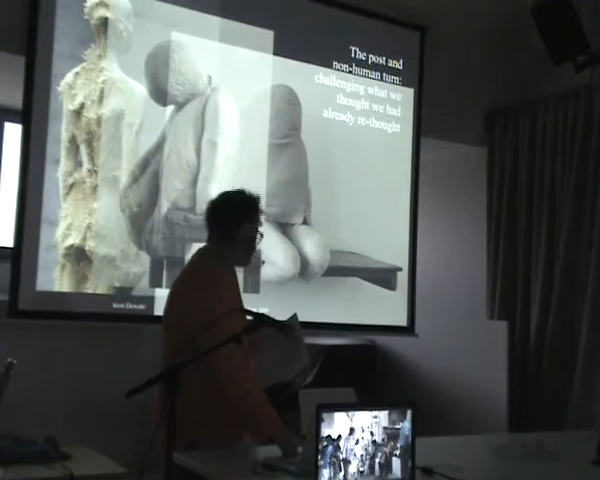 The post and
non-human turn:
challenging what we
thought we had
already re-thought